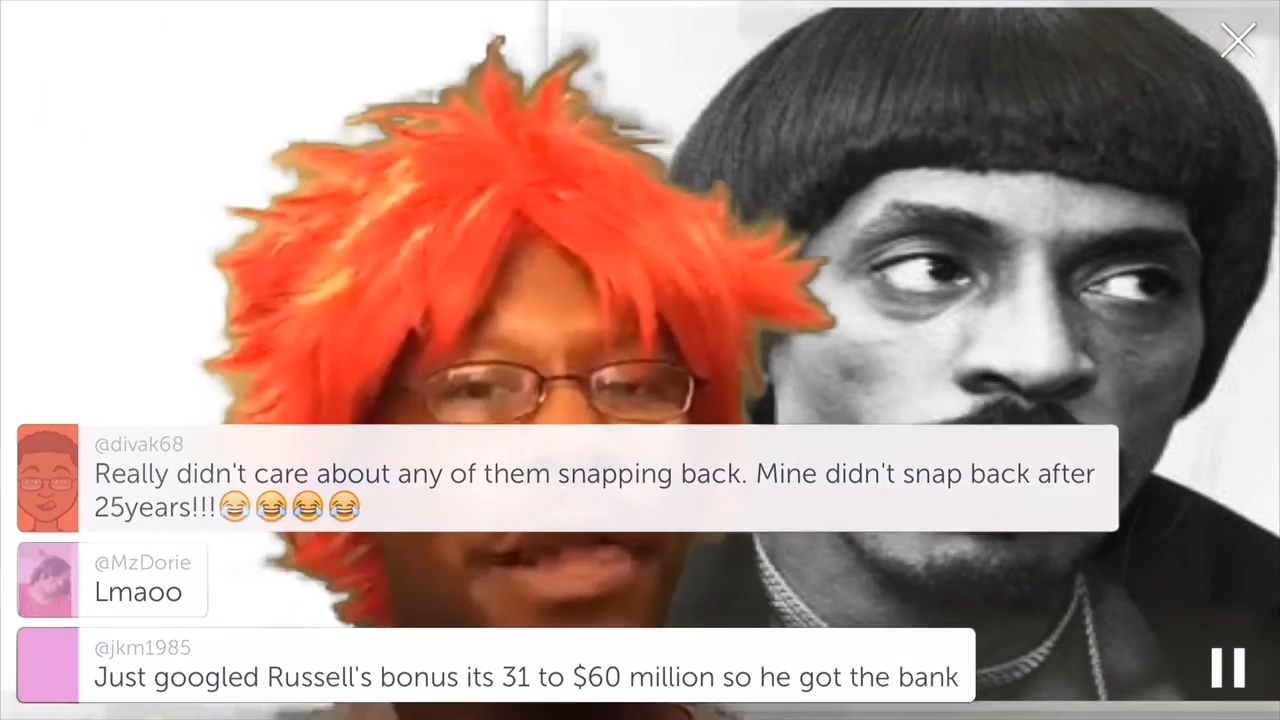 @divak68
Really didn't care about any of them snapping back. Mine didn't snap back after
25years!!!😂😂😂😂
@MzDorie
Lmaoo
@jkm1985
Just googled Russell's bonus its 31 to $60 million so he got the bank